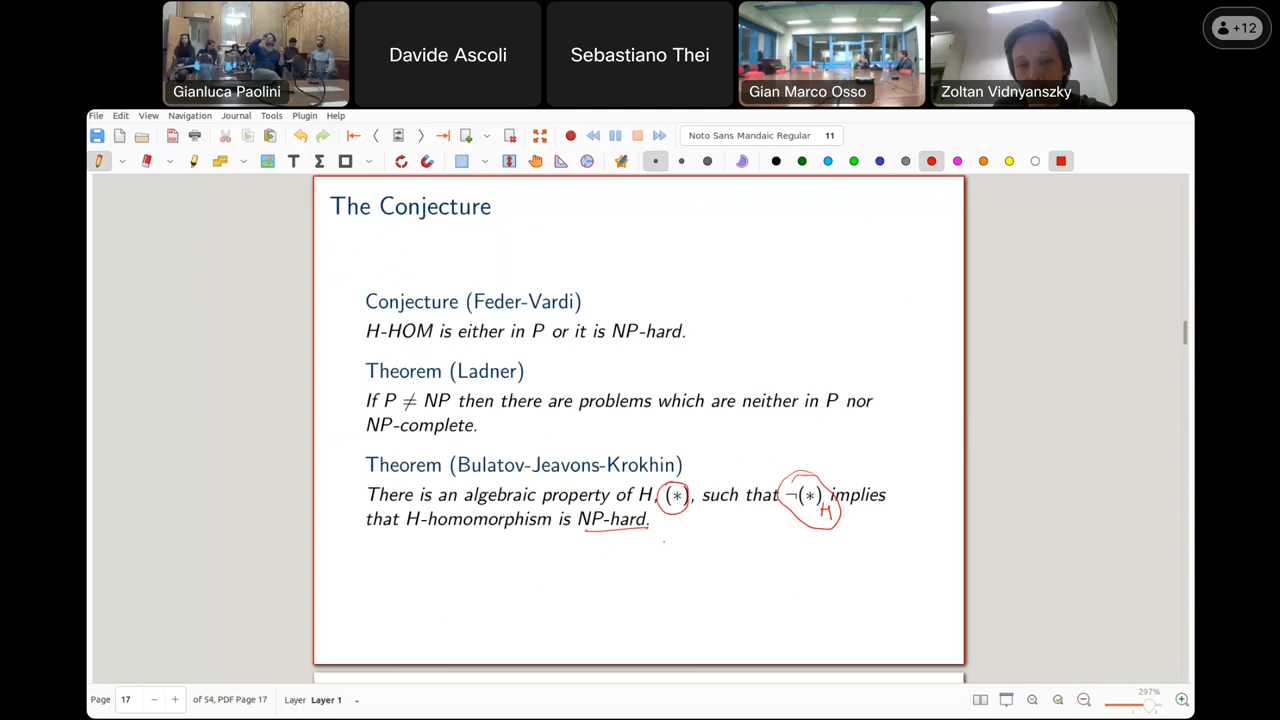 Gianluca Paolini
Davide Ascoli
Sebastiano Thei
Gian Marco Osso
Zoltan Vidnyanszky
+12
File Edit View Navigation Journal Tools Plugin Help
Noto Sans Mandaic Regular 11
The Conjecture
Conjecture (Feder-Vardi)
H-HOM is either in P or it is NP-hard.
Theorem (Ladner)
If P ≠ NP then there are problems which are neither in P nor
NP-complete.
Theorem (Bulatov-Jeavons-Krokhin)
There is an algebraic property of H, (*), such that ¬(*) implies
H
that H-homomorphism is NP-hard.
Page 17 of 54, PDF Page 17 Layer Layer 1
297%